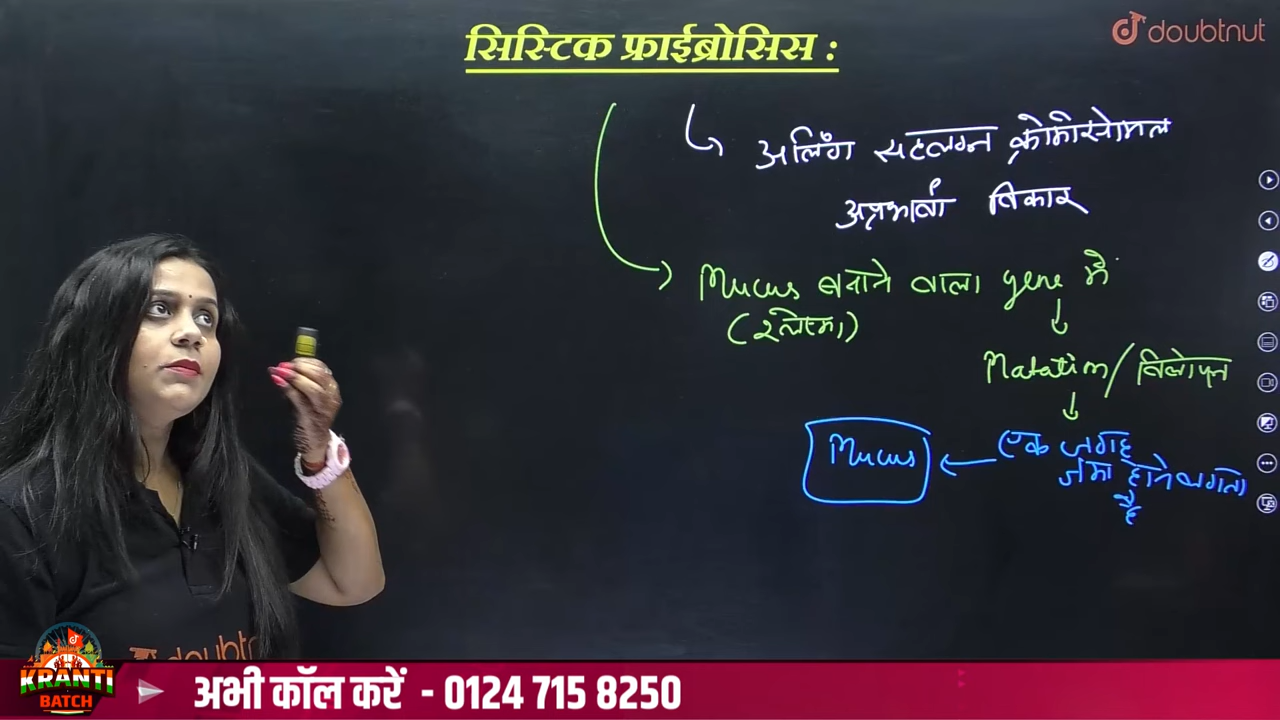 सिस्टिक फ्राईब्रोसिस :
doubtnut
अलिंग सहलग्न क्रोमोसोमल
अप्रभावी विकार
Mucus बनाने वाला gene में
(श्लेष्मा)
Mutation / विलोपन
एक जगह
जमा होने लगता
है
Mucus
doubtnu
KRANTI
BATCH
अभी कॉल करें - 0124 715 8250